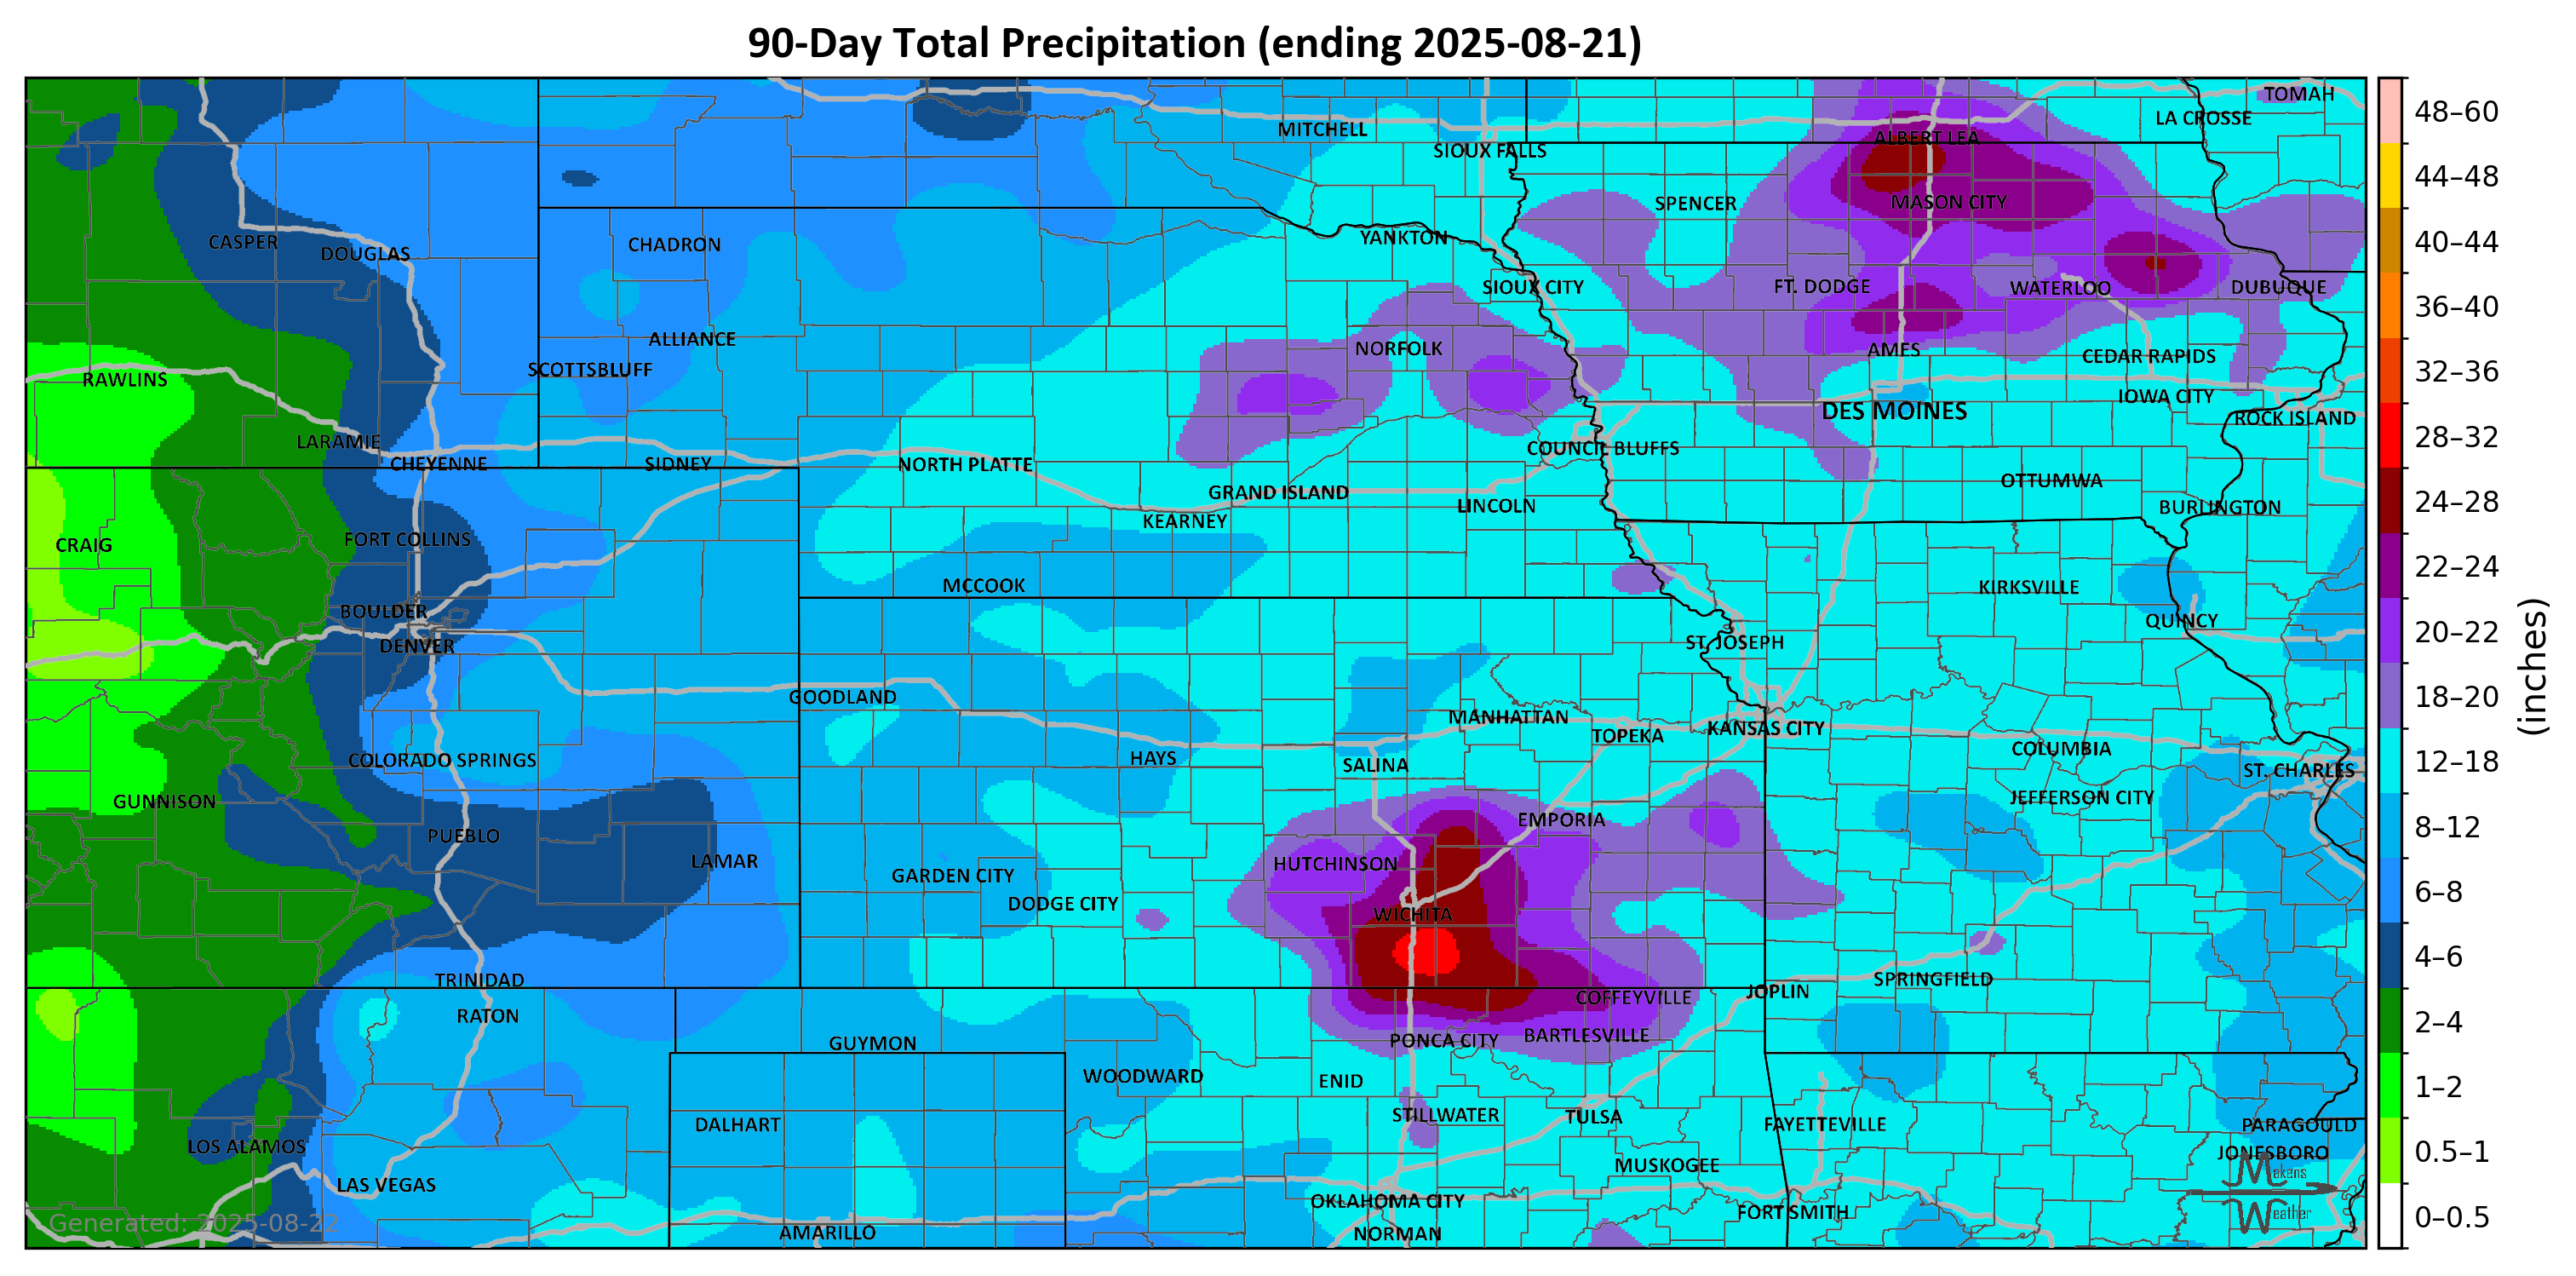 90-Day Total Precipitation (ending 2025-08-21)
TOMAH
LA CROSSE
MITCHELL
ALBERT LEA
SIOUX FALLS
SPENCER
MASON CITY
YANKTON
CASPER
CHADRON
DOUGLAS
SIOUX CITY
FT. DODGE
WATERLOO
DUBUQUE
ALLIANCE
NORFOLK
AMES
CEDAR RAPIDS
SCOTTSBLUFF
RAWLINS
IOWA CITY
DES MOINES
ROCK ISLAND
LARAMIE
COUNCIL BLUFFS
CHEYENNE
SIDNEY
NORTH PLATTE
OTTUMWA
GRAND ISLAND
LINCOLN
BURLINGTON
KEARNEY
FORT COLLINS
CRAIG
MCCOOK
KIRKSVILLE
BOULDER
QUINCY
DENVER
ST. JOSEPH
GOODLAND
MANHATTAN
TOPEKA
KANSAS CITY
COLUMBIA
COLORADO SPRINGS
HAYS
SALINA
ST. CHARLES
GUNNISON
JEFFERSON CITY
EMPORIA
PUEBLO
LAMAR
HUTCHINSON
GARDEN CITY
DODGE CITY
WICHITA
TRINIDAD
SPRINGFIELD
JOPLIN
COFFEYVILLE
RATON
BARTLESVILLE
GUYMON
PONCA CITY
WOODWARD
ENID
DALHART
STILLWATER
TULSA
FAYETTEVILLE
PARAGOULD
LOS ALAMOS
JONESBORO
MUSKOGEE
LAS VEGAS
OKLAHOMA CITY
FORT SMITH
AMARILLO
NORMAN
Generated: 2025-08-22
Makens
Weather
48–60
44–48
40–44
36–40
32–36
28–32
24–28
22–24
20–22
18–20
12–18
8–12
6–8
4–6
2–4
1–2
0.5–1
0–0.5
(inches)